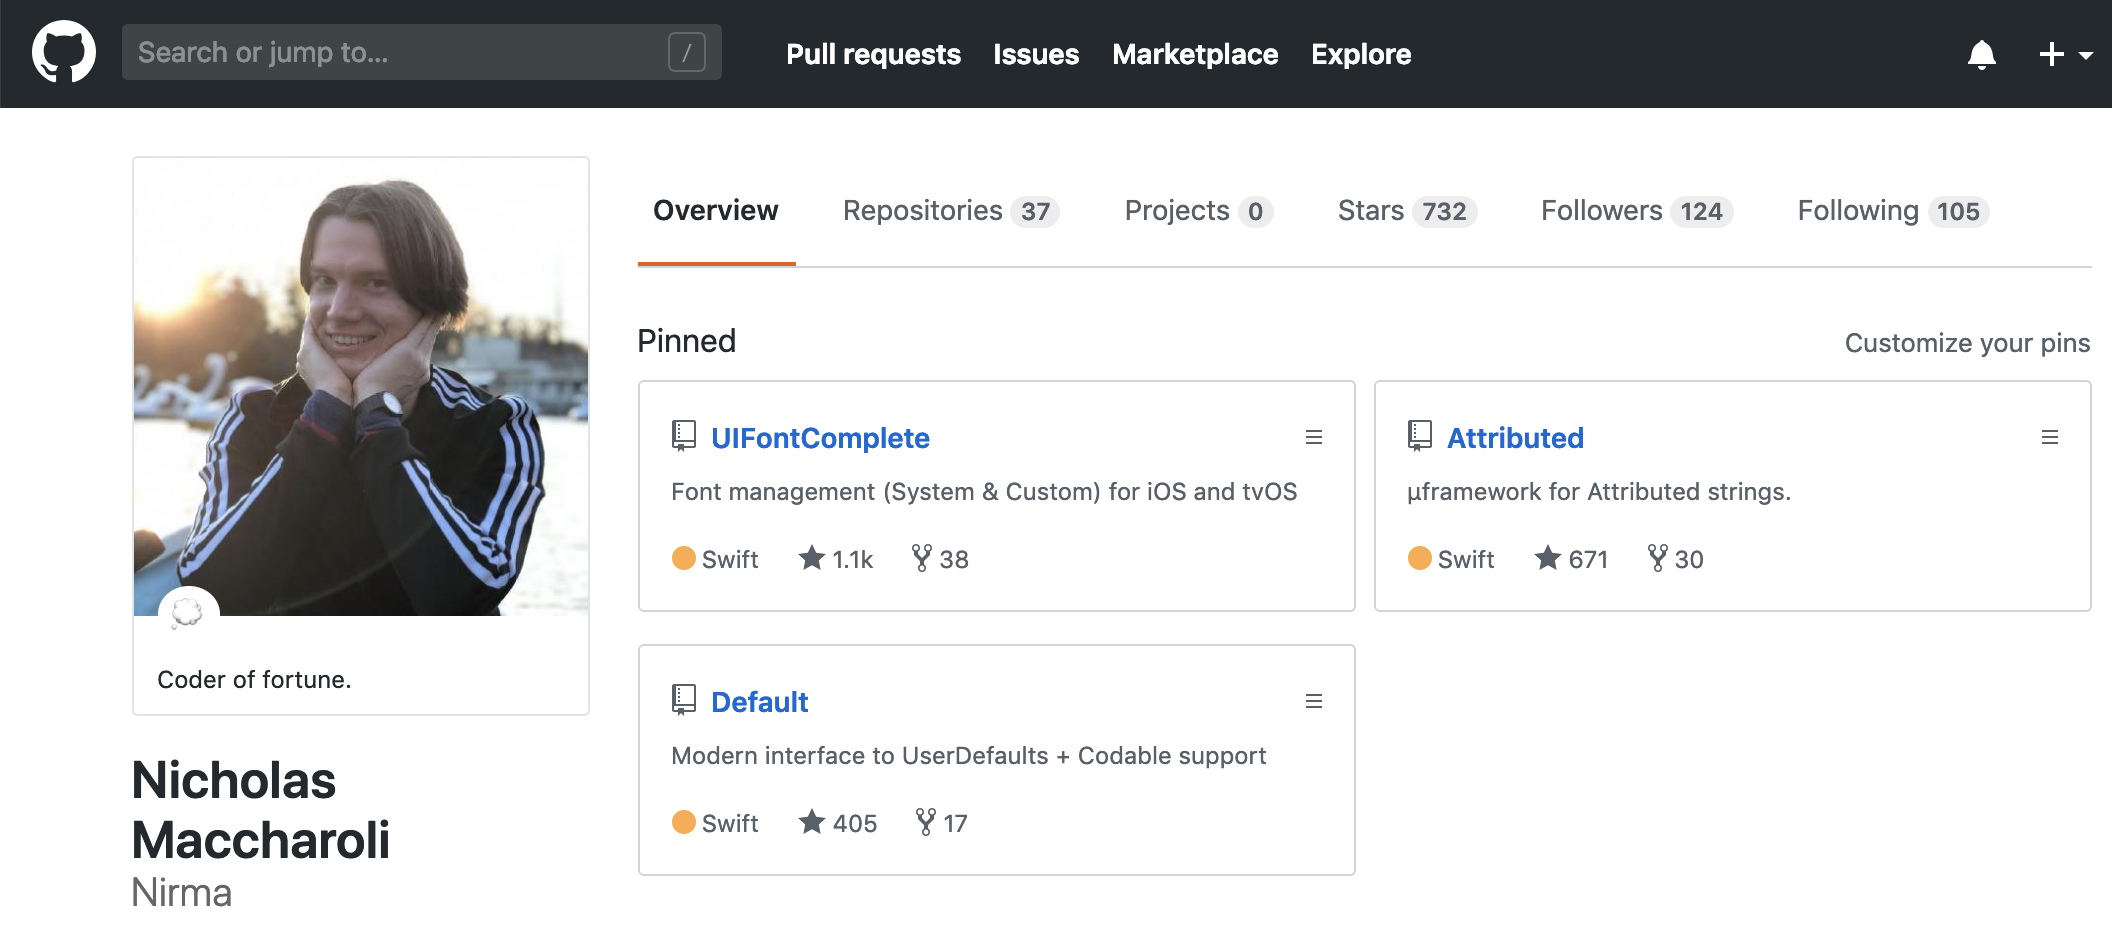 Search or jump to... /
Pull requests Issues Marketplace Explore
Overview Repositories 37 Projects 0 Stars 732 Followers 124 Following 105
Pinned
Customize your pins
UIFontComplete
Font management (System & Custom) for iOS and tvOS
Swift 1.1k 38
Attributed
µframework for Attributed strings.
Swift 671 30
Default
Modern interface to UserDefaults + Codable support
Swift 405 17
Coder of fortune.
Nicholas
Maccharoli
Nirma